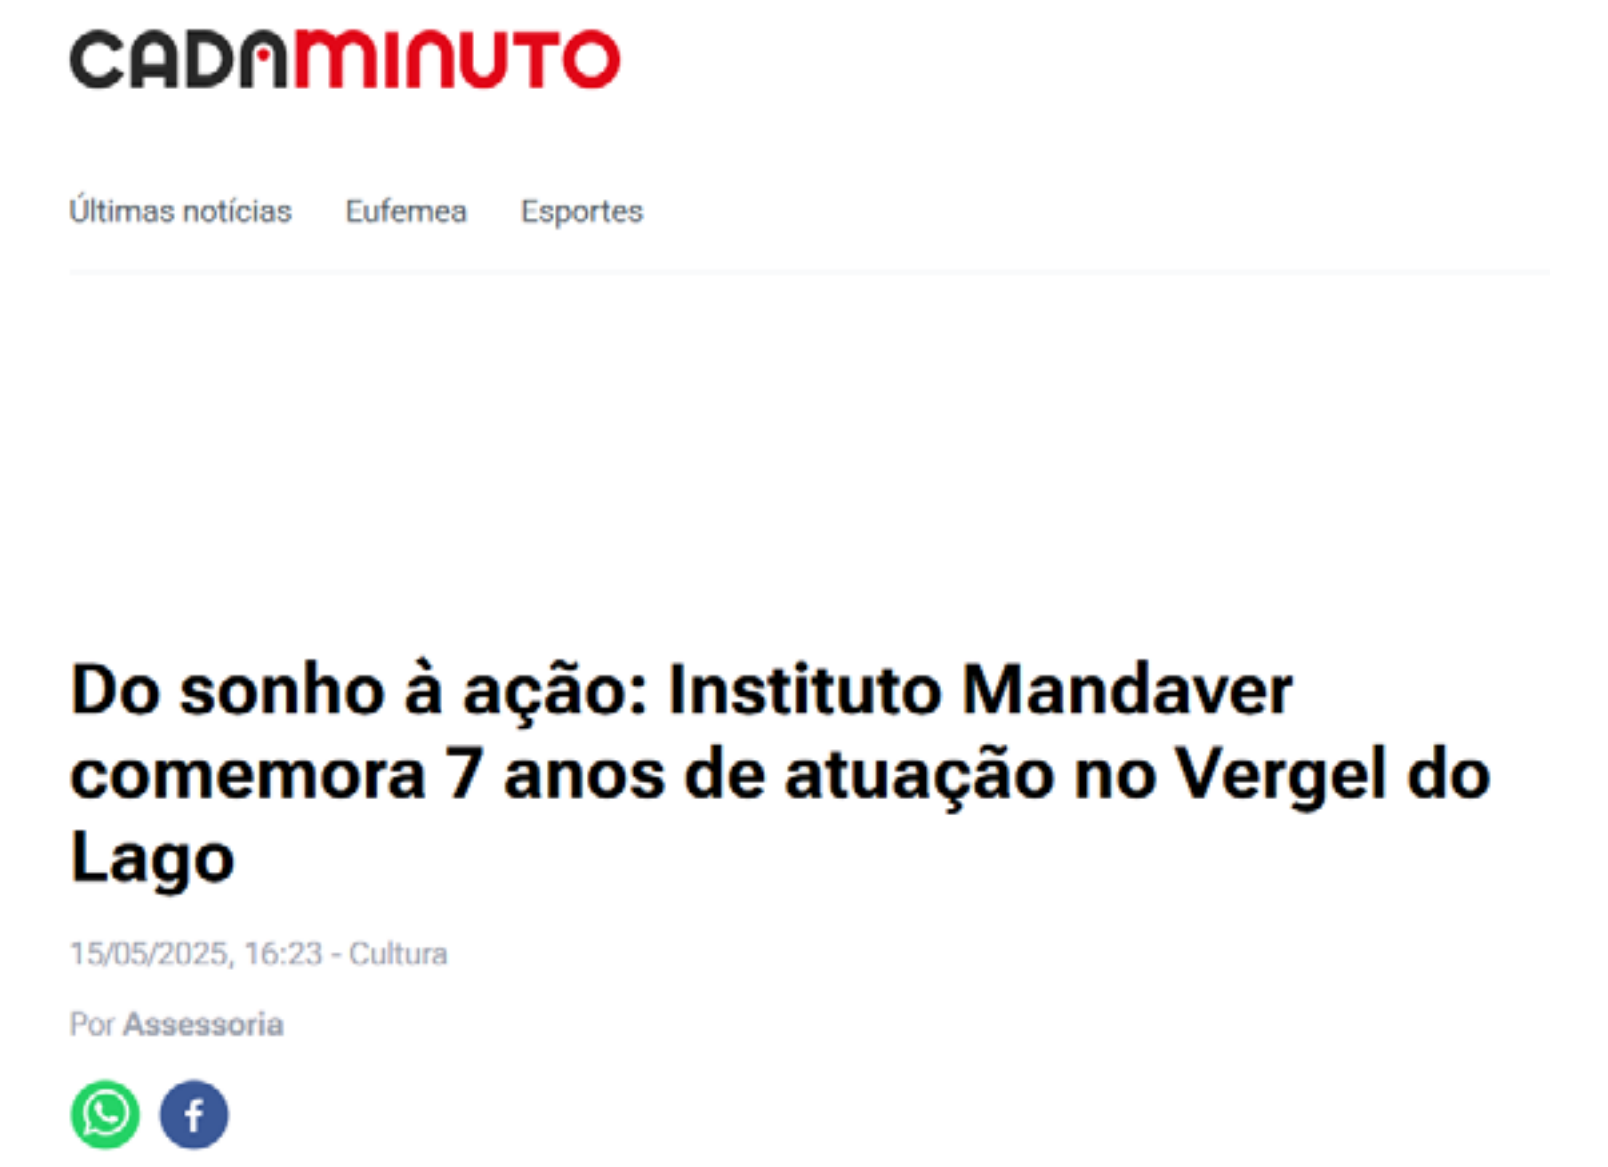 CADAMINUTO
Últimas notícias Eufemea Esportes
Do sonho à ação: Instituto Mandaver
comemora 7 anos de atuação no Vergel do
Lago
15/05/2025, 16:23 - Cultura
Por Assessoria